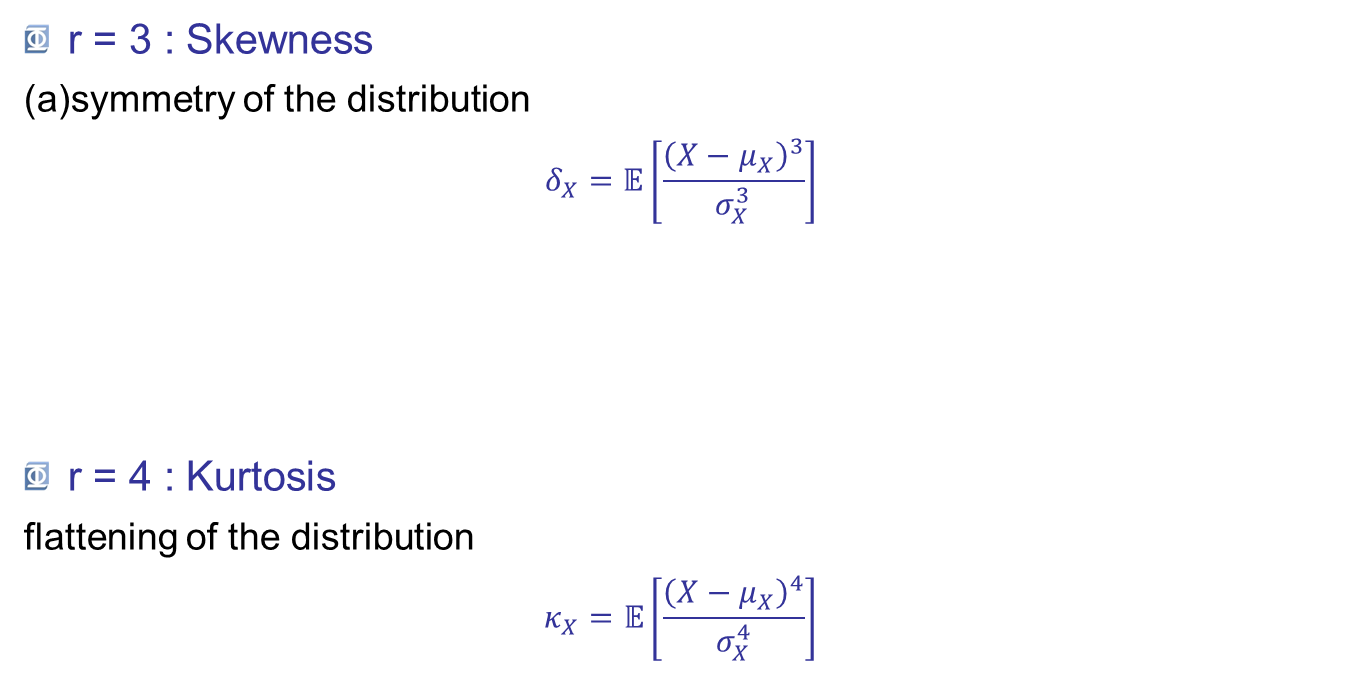 r = 3 : Skewness
(a)symmetry of the distribution
δ_X = 𝔼[(X − μ_X)^3 / σ_X^3]
r = 4 : Kurtosis
flattening of the distribution
κ_X = 𝔼[(X − μ_X)^4 / σ_X^4]